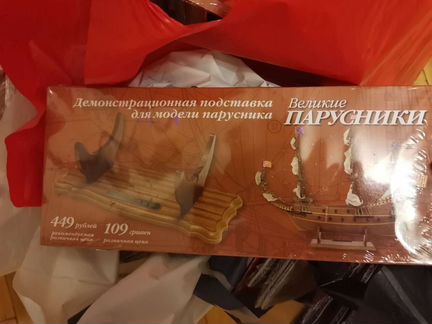 Демонстрационная подставка
для модели парусника
Великие
ПАРУСНИКИ
449 рублей
рекомендуемая
розничная цена
109 гривен
розничная цена